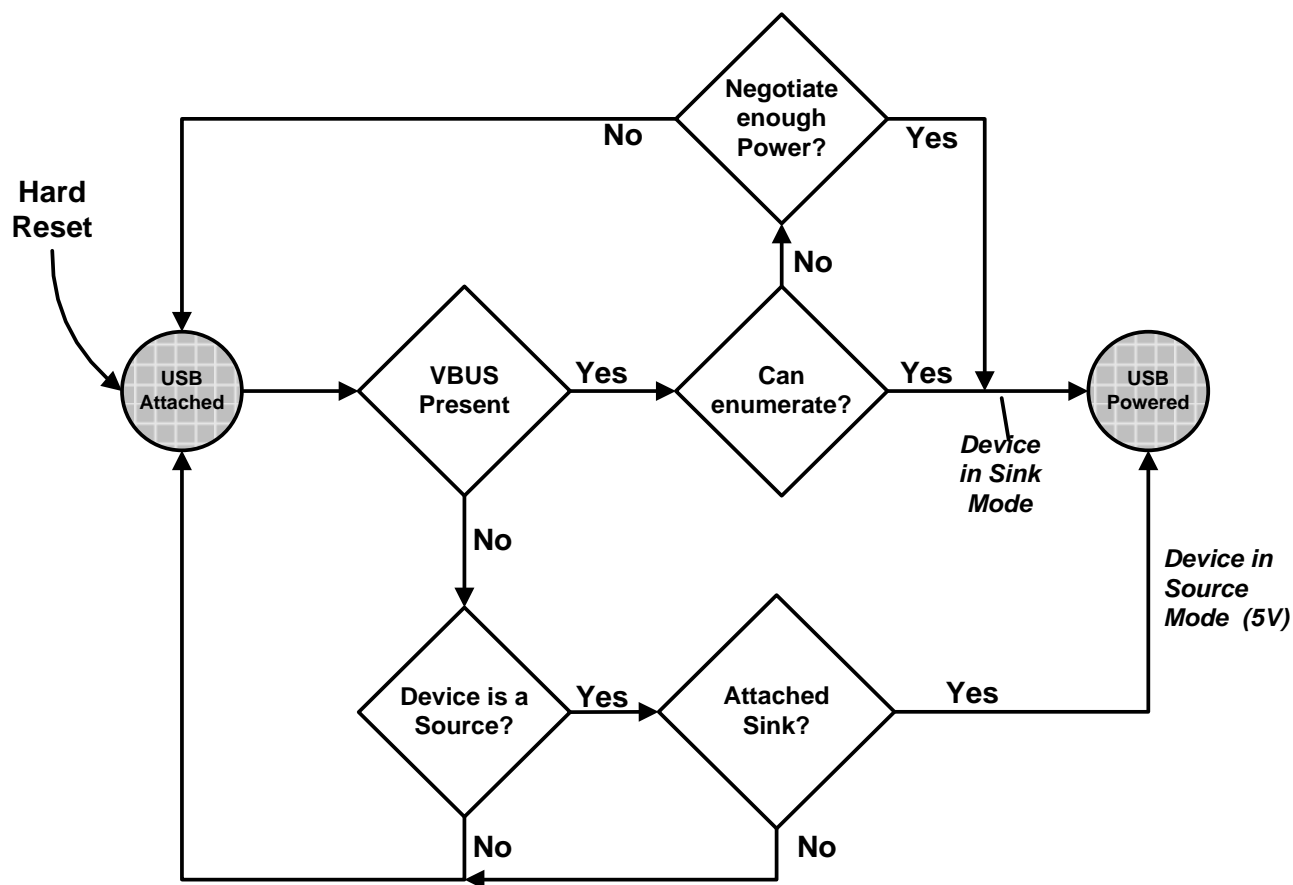 Negotiate
enough
Power?
No
Yes
Hard
Reset
No
USB
Attached
VBUS
Present
Yes
Can
enumerate?
Yes
USB
Powered
Device
in Sink
Mode
No
Device in
Source
Mode (5V)
Device is a
Source?
Yes
Attached
Sink?
Yes
No
No